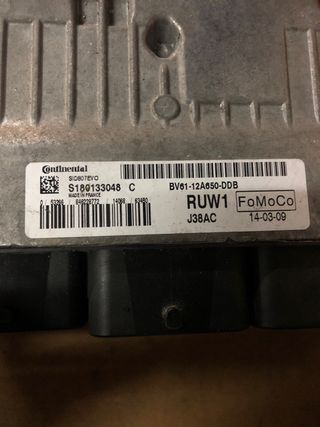 Continental
SID807EVO
S180133048 C
MADE IN FRANCE
BV61-12A650-DDB
RUW1
J38AC
FoMoCo
14-03-09